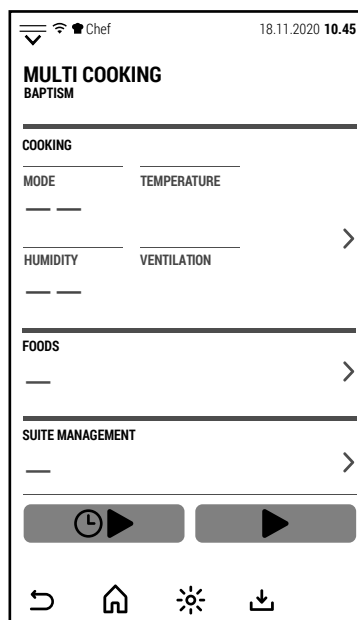 Chef 18.11.2020 10.45
MULTI COOKING
BAPTISM
COOKING
MODE TEMPERATURE
— —
HUMIDITY VENTILATION
— —
FOODS
—
SUITE MANAGEMENT
—